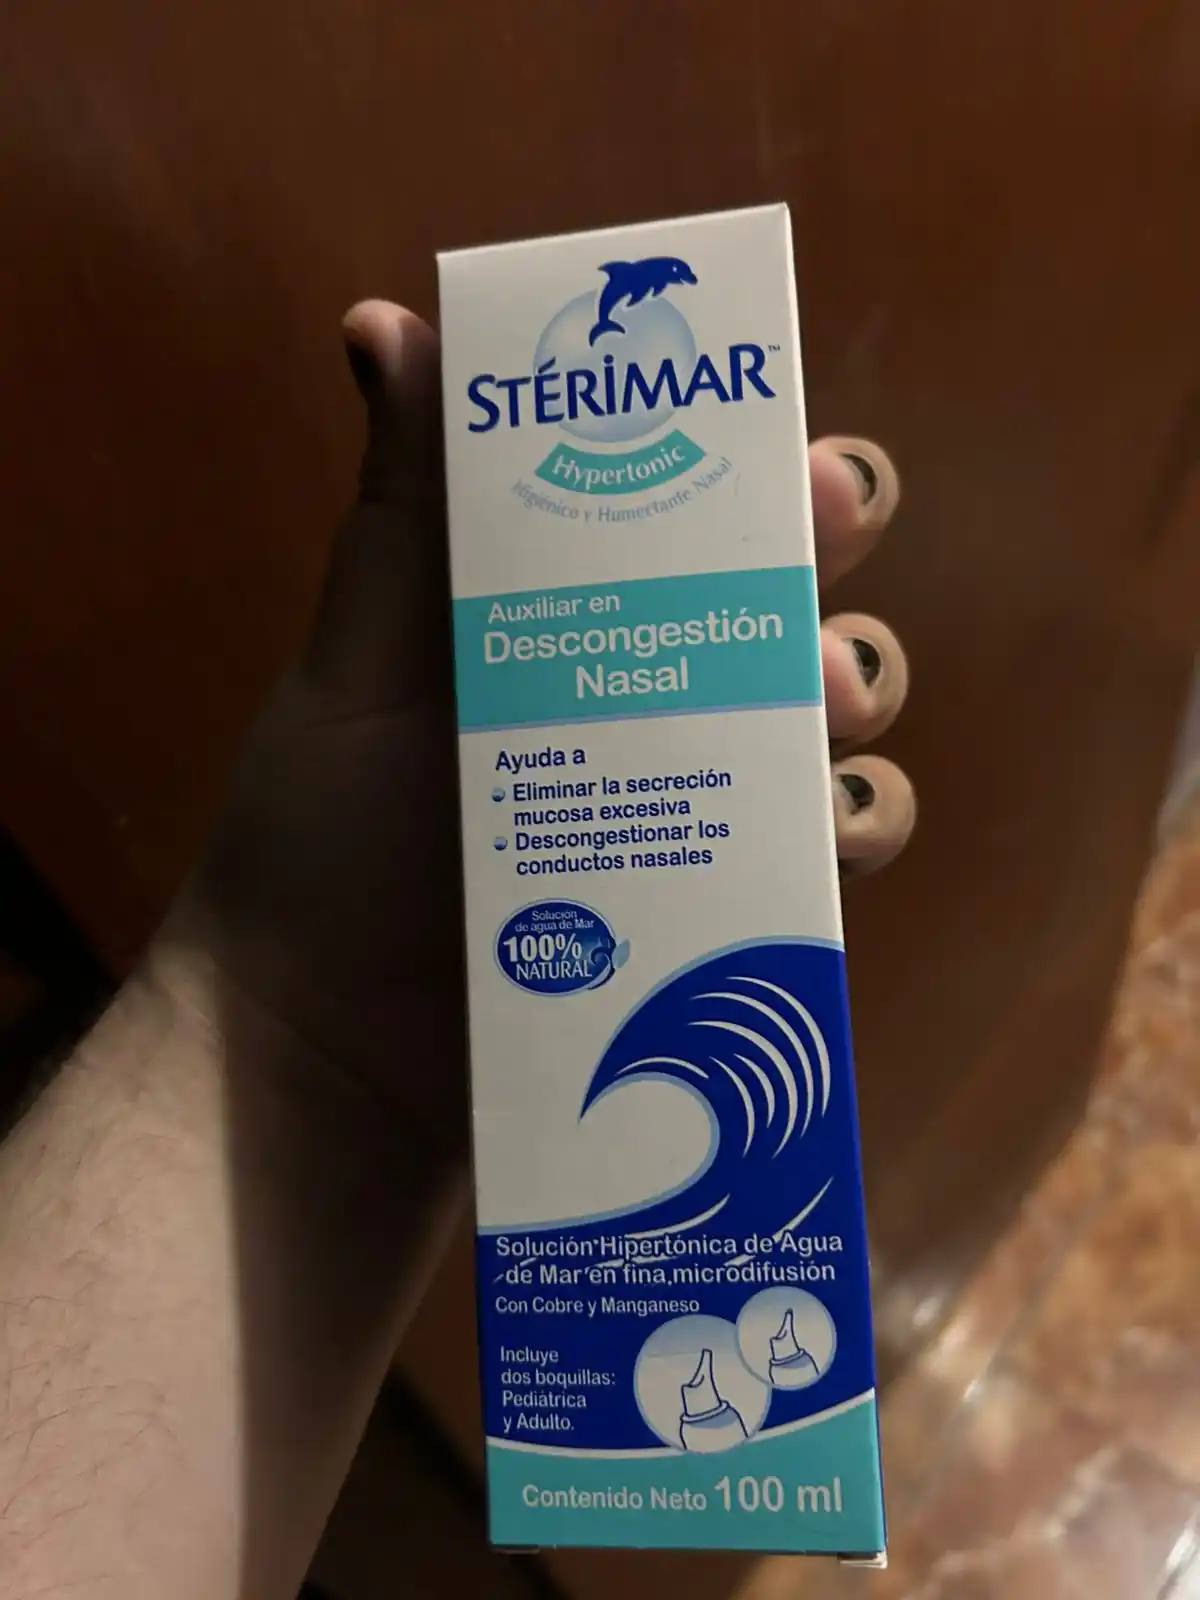 STÉRiMAR™
Hypertonic
Higiénico y Humectante Nasal
Auxiliar en
Descongestión
Nasal
Ayuda a
Eliminar la secreción
mucosa excesiva
Descongestionar los
conductos nasales
Solución
de agua de Mar
100%
NATURAL
Solución Hipertónica de Agua
de Mar en fina microdifusión
Con Cobre y Manganeso
Incluye
dos boquillas:
Pediátrica
y Adulto.
Contenido Neto 100 ml